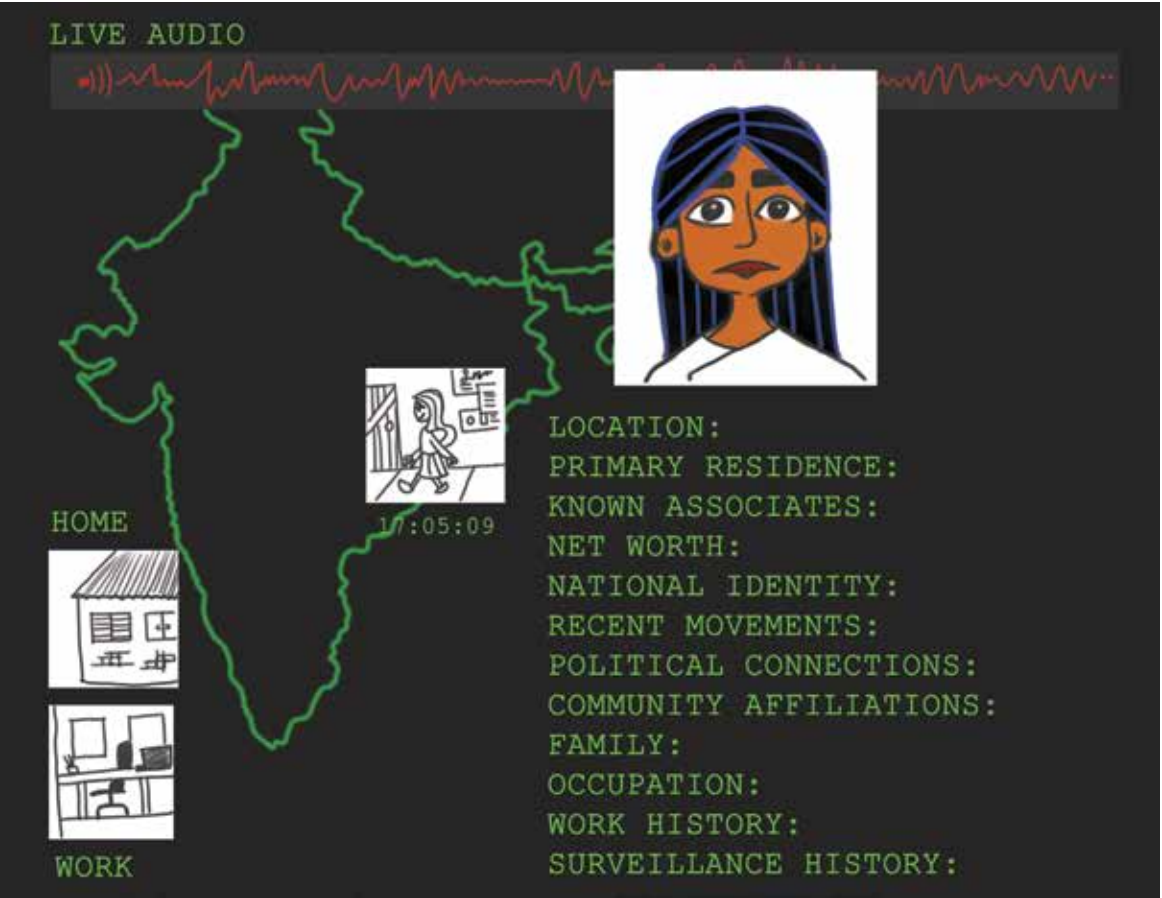 LIVE AUDIO
17:05:09
HOME
WORK
LOCATION:
PRIMARY RESIDENCE:
KNOWN ASSOCIATES:
NET WORTH:
NATIONAL IDENTITY:
RECENT MOVEMENTS:
POLITICAL CONNECTIONS:
COMMUNITY AFFILIATIONS:
FAMILY:
OCCUPATION:
WORK HISTORY:
SURVEILLANCE HISTORY: